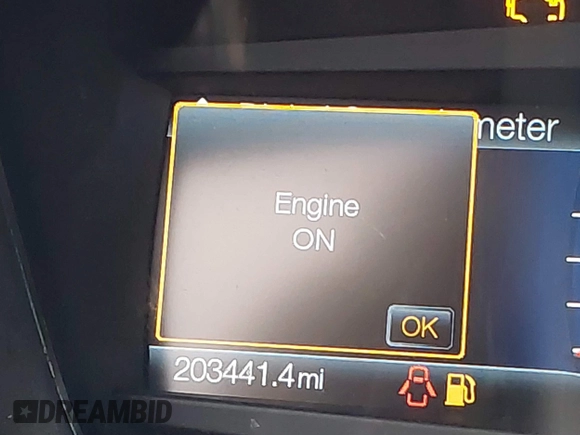 meter
Engine
ON
OK
203441.4mi
DREAMBID